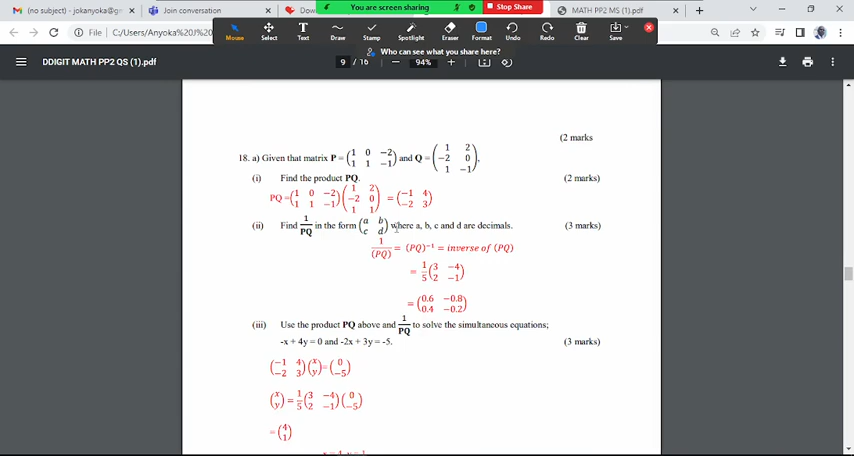 (no subject) - jokanyoka@gm
Join conversation
You are screen sharing
Stop Share
MATH PP2 MS (1).pdf
File C:/Users/Anyoka%20J%20
Mouse Select Text Draw Stamp Spotlight Eraser Format Undo Redo Clear Save
Who can see what you share here?
DDIGIT MATH PP2 QS (1).pdf
9 / 16
94%
(2 marks
18. a) Given that matrix P = (1 0 −2 / 1 1 −1) and Q = (1 2 / −2 0 / 1 −1),
(i) Find the product PQ. (2 marks)
PQ = (1 0 −2 / 1 1 −1) (1 2 / −2 0 / 1 1) = (−1 4 / −2 3)
(ii) Find 1/PQ in the form (a b / c d) where a, b, c and d are decimals. (3 marks)
1/(PQ) = (PQ)⁻¹ = inverse of (PQ)
= 1/5 (3 −4 / 2 −1)
= (0.6 −0.8 / 0.4 −0.2)
(iii) Use the product PQ above and 1/PQ to solve the simultaneous equations;
-x + 4y = 0 and -2x + 3y = -5. (3 marks)
(−1 4 / −2 3) (x / y) = (0 / −5)
(x / y) = 1/5 (3 −4 / 2 −1) (0 / −5)
= (4 / 1)